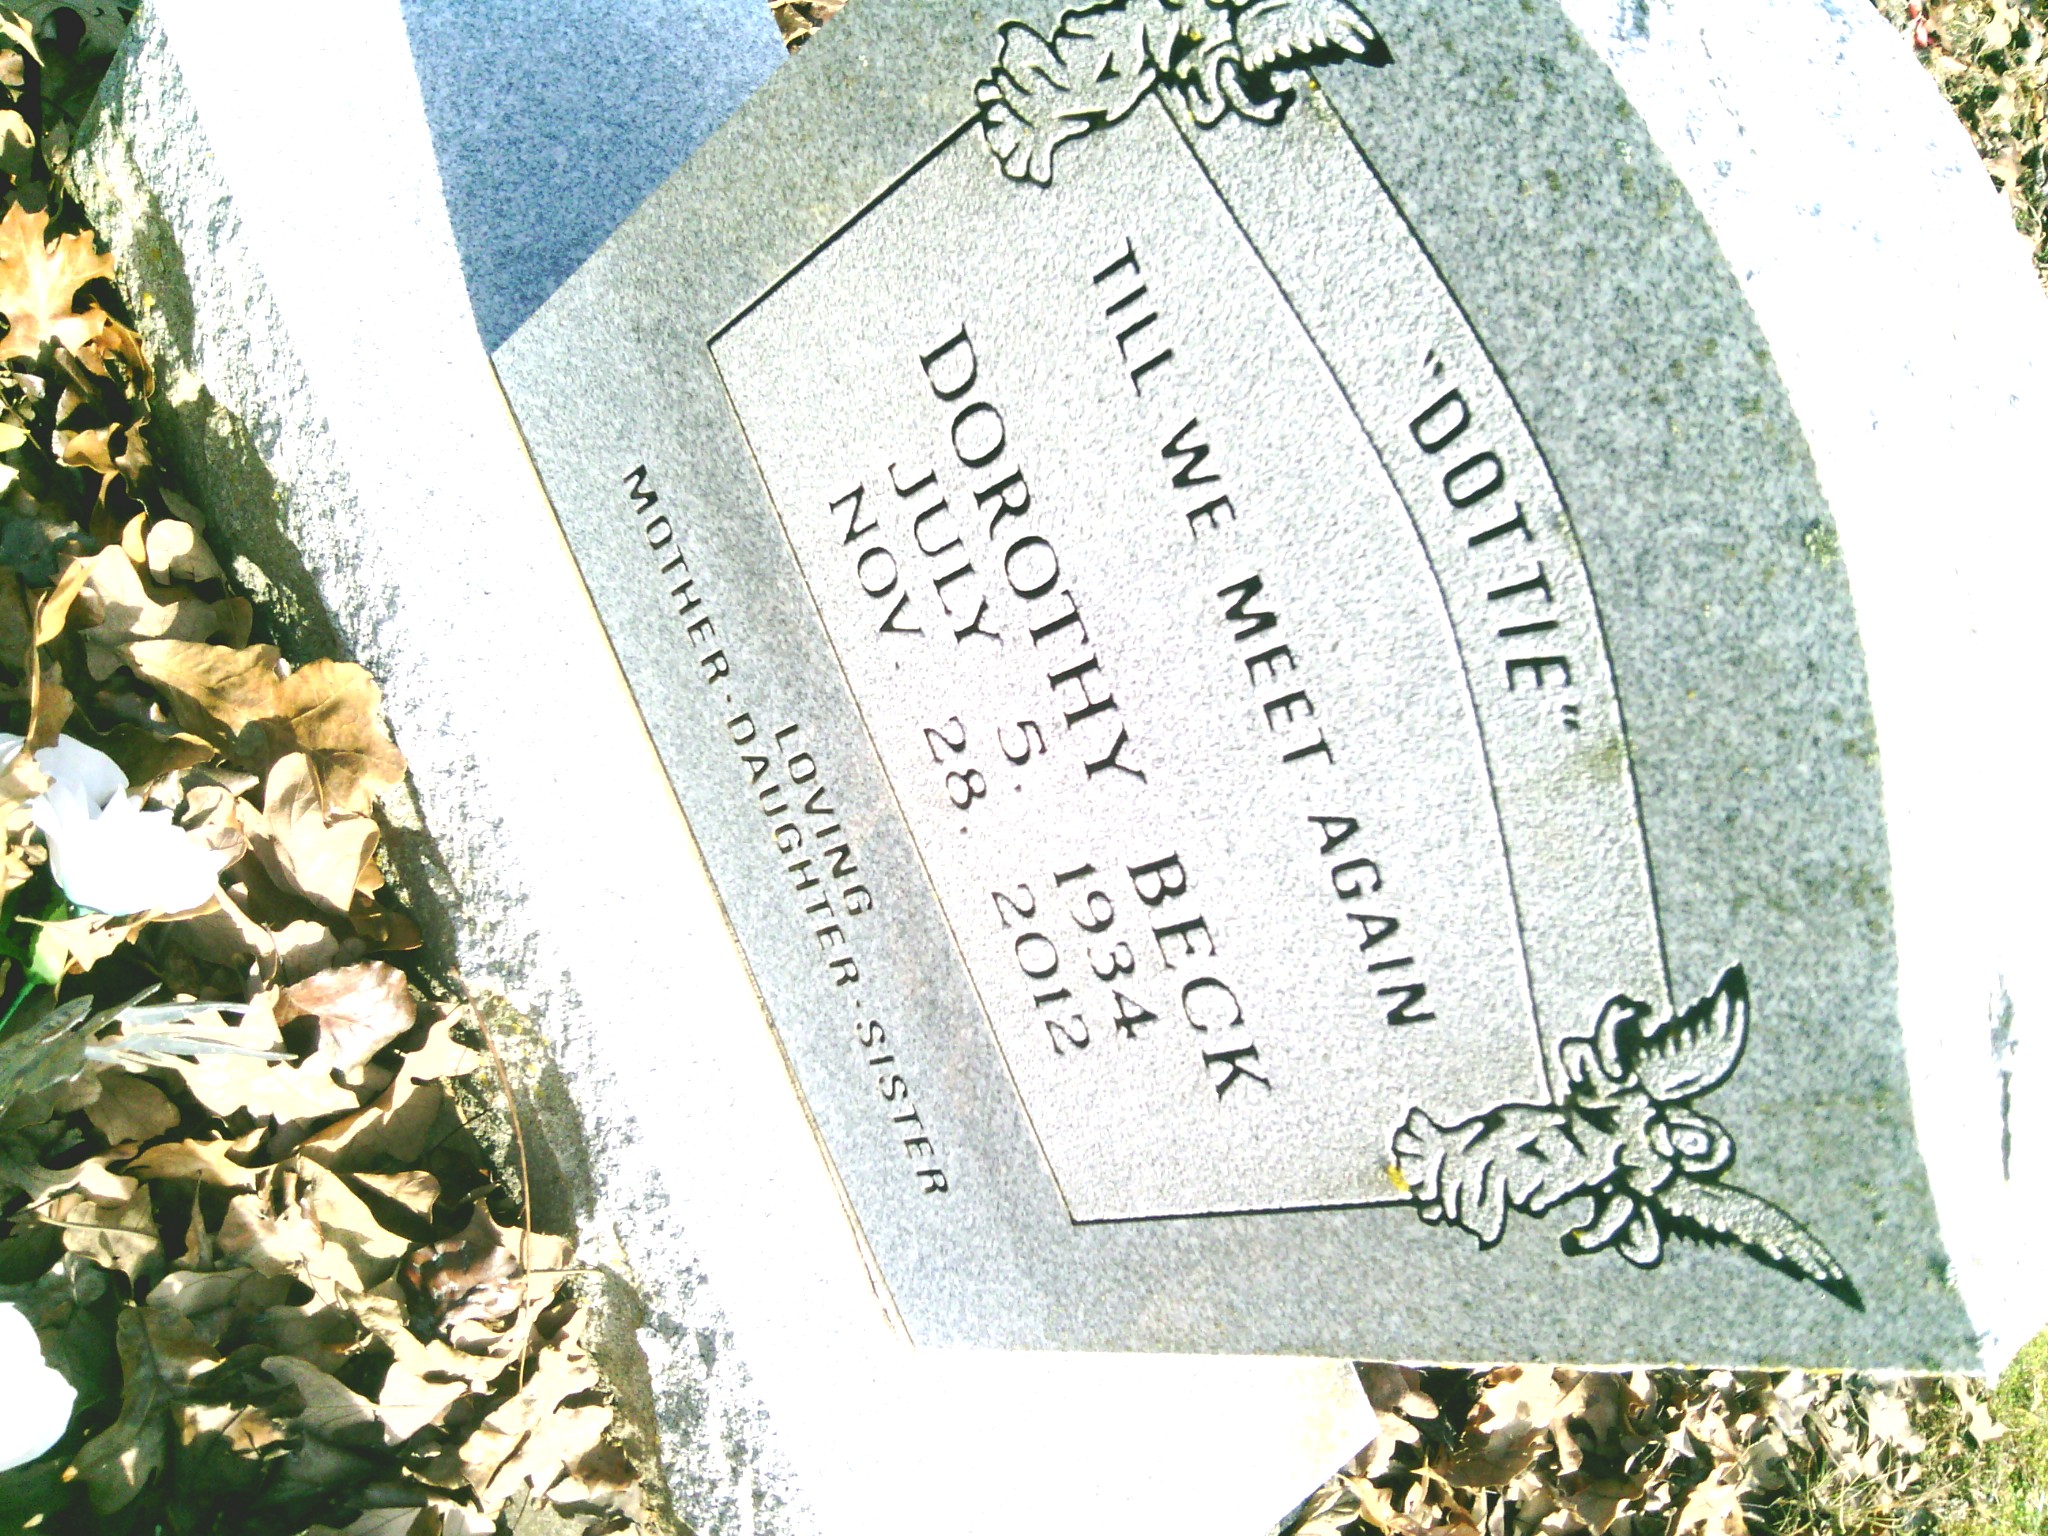 "DOTTIE"
TILL WE MEET AGAIN
DOROTHY BECK
JULY 5. 1934
NOV. 28. 2012
LOVING
MOTHER · DAUGHTER · SISTER